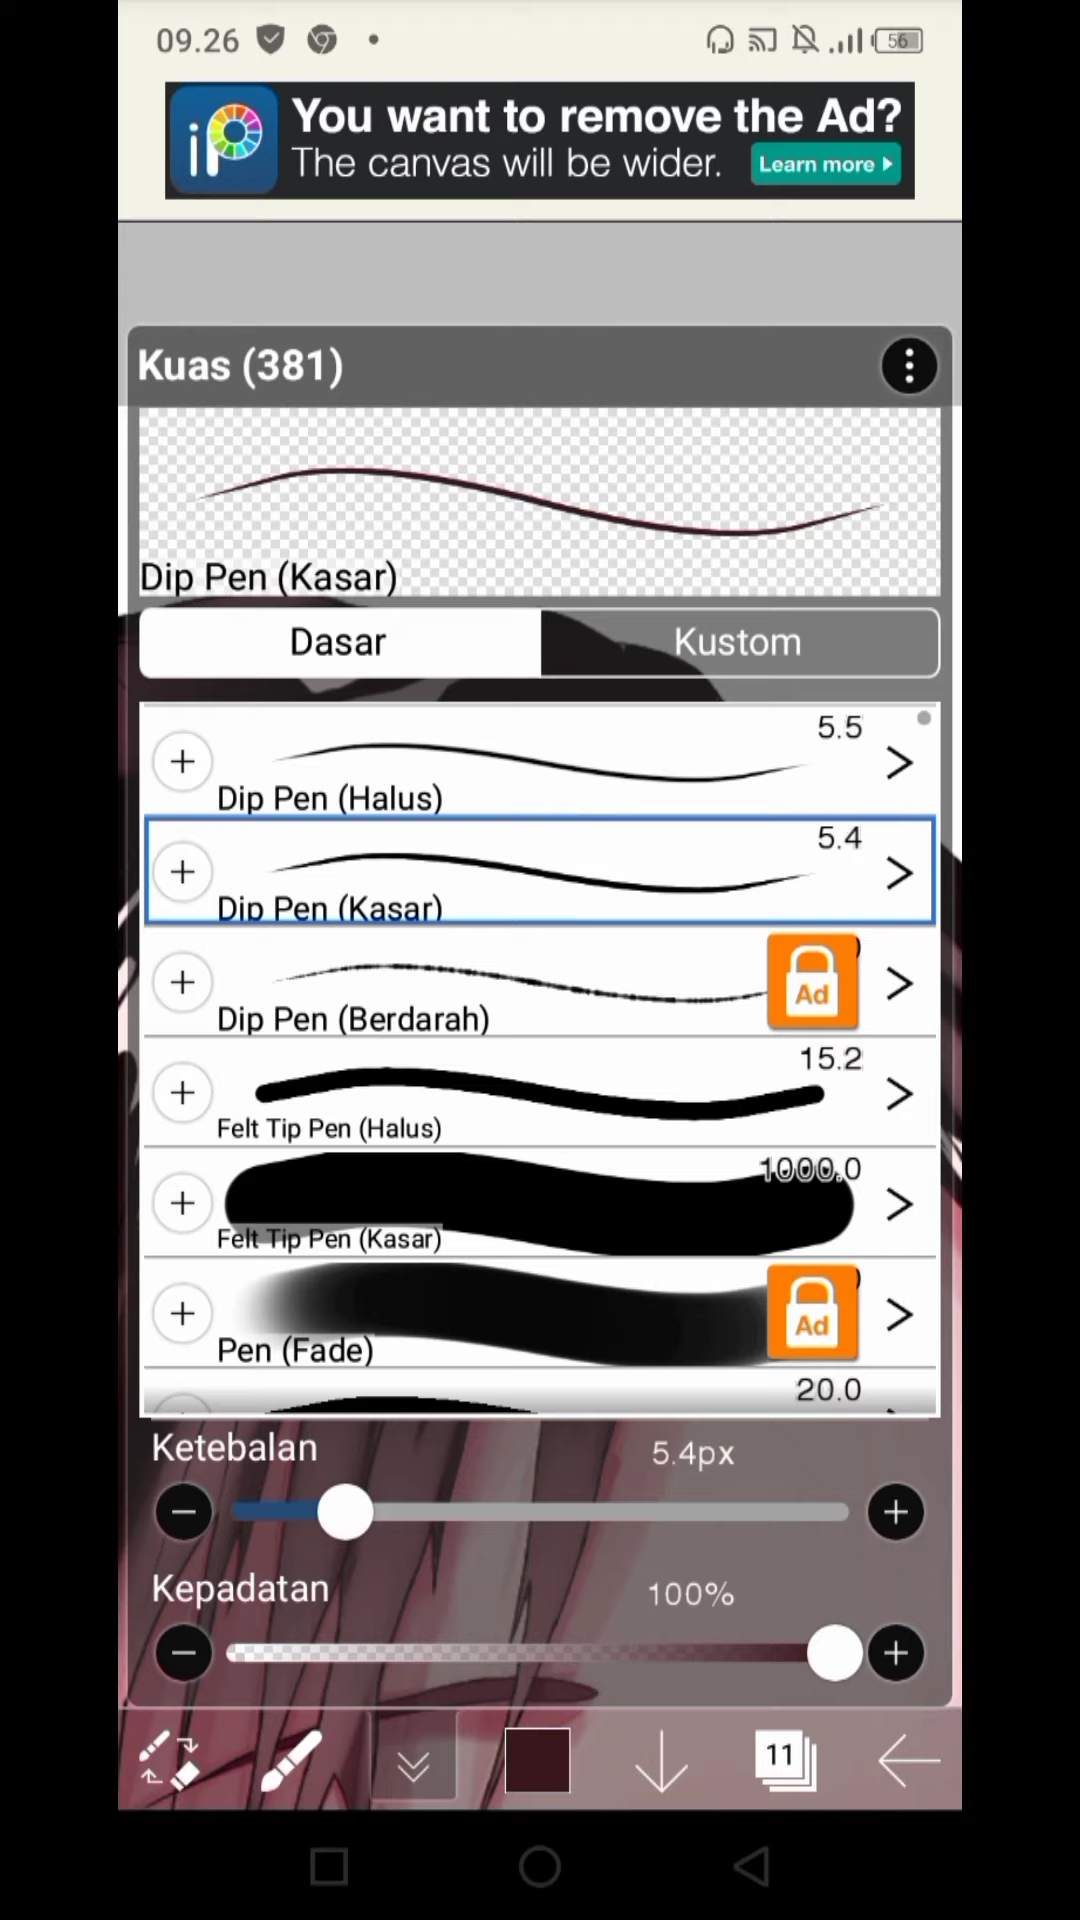 09.26
56
iP
You want to remove the Ad?
The canvas will be wider.
Learn more
Kuas (381)
Dip Pen (Kasar)
Dasar
Kustom
5.5
Dip Pen (Halus)
5.4
Dip Pen (Kasar)
Ad
Dip Pen (Berdarah)
15.2
Felt Tip Pen (Halus)
1000.0
Felt Tip Pen (Kasar)
Ad
Pen (Fade)
20.0
Ketebalan
5.4px
Kepadatan
100%
11